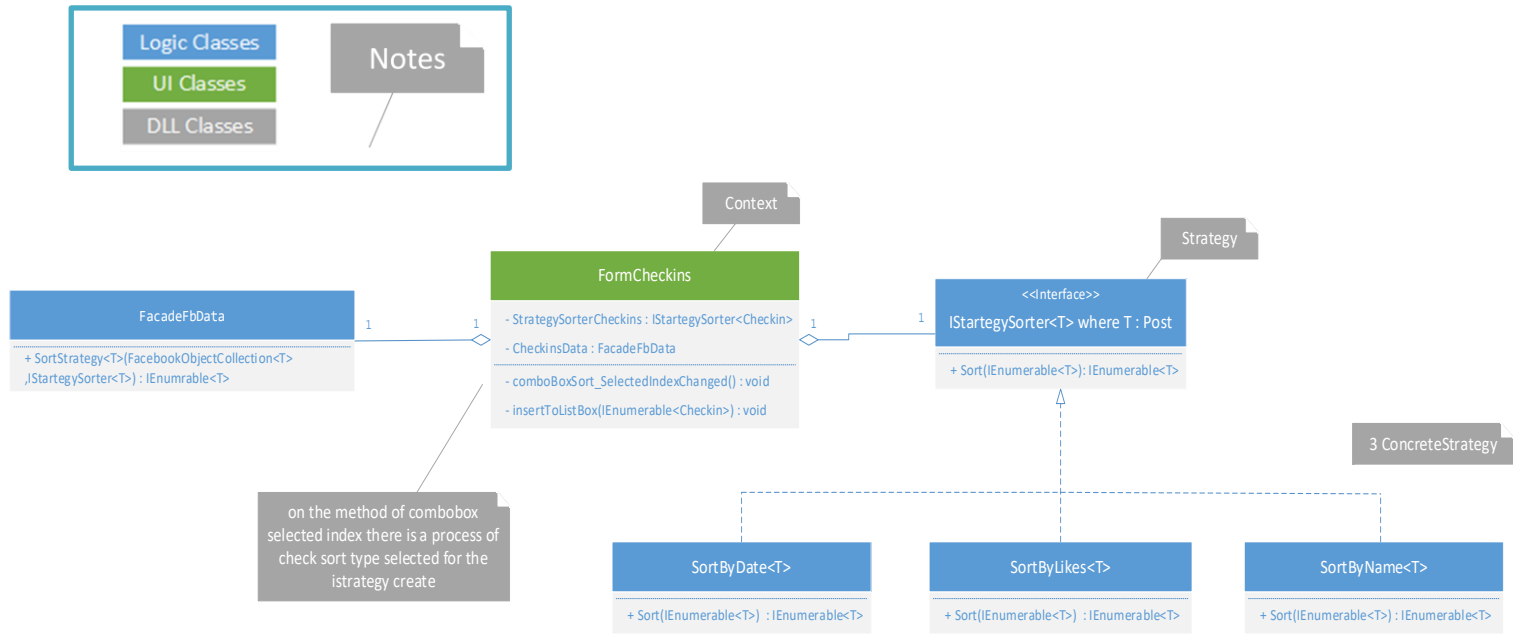 Logic Classes
UI Classes
DLL Classes
Notes
Context
Strategy
FacadeFbData
+ SortStrategy<T>(FacebookObjectCollection<T>
,IStartegySorter<T>) : IEnumrable<T>
1
1
FormCheckins
- StrategySorterCheckins : IStartegySorter<Checkin>
- CheckinsData : FacadeFbData
- comboBoxSort_SelectedIndexChanged() : void
- insertToListBox(IEnumerable<Checkin>) : void
1
1
<<Interface>>
IStartegySorter<T> where T : Post
+ Sort(IEnumerable<T>): IEnumerable<T>
3 ConcreteStrategy
on the method of combobox
selected index there is a process of
check sort type selected for the
istrategy create
SortByDate<T>
+ Sort(IEnumerable<T>) : IEnumerable<T>
SortByLikes<T>
+ Sort(IEnumerable<T>) : IEnumerable<T>
SortByName<T>
+ Sort(IEnumerable<T>) : IEnumerable<T>